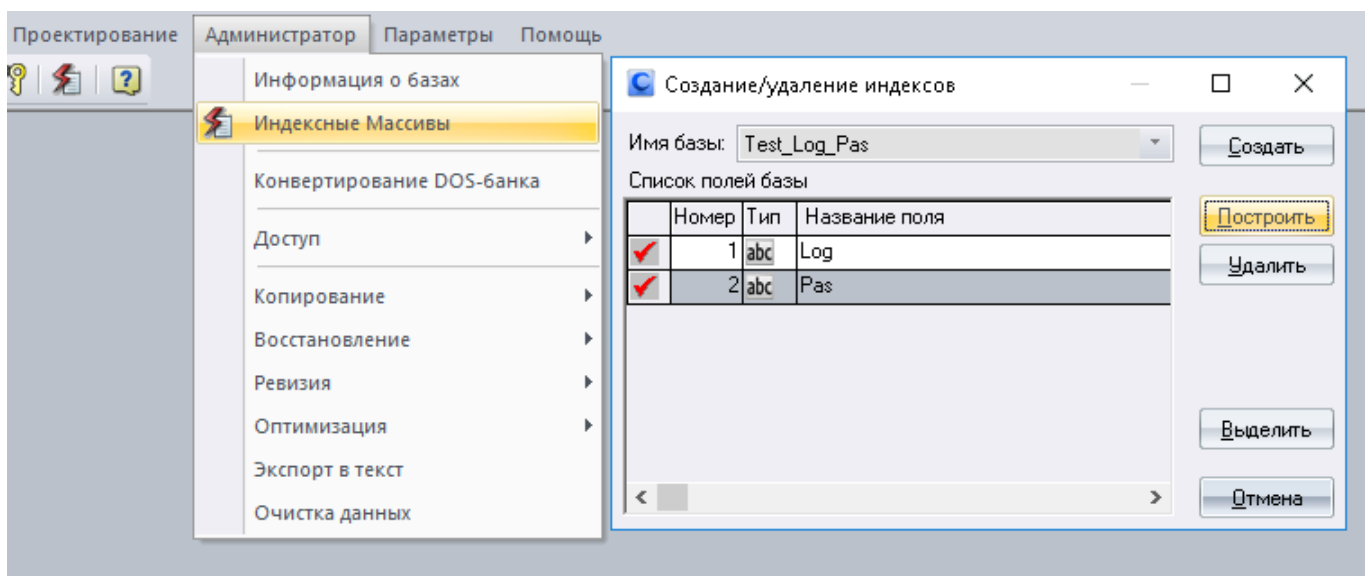 Проектирование Администратор Параметры Помощь
Информация о базах
Индексные Массивы
Конвертирование DOS-банка
Доступ
Копирование
Восстановление
Ревизия
Оптимизация
Экспорт в текст
Очистка данных
Создание/удаление индексов
Имя базы: Test_Log_Pas
Создать
Список полей базы
Номер Тип Название поля
1 abc Log
2 abc Pas
Построить
Удалить
Выделить
Отмена